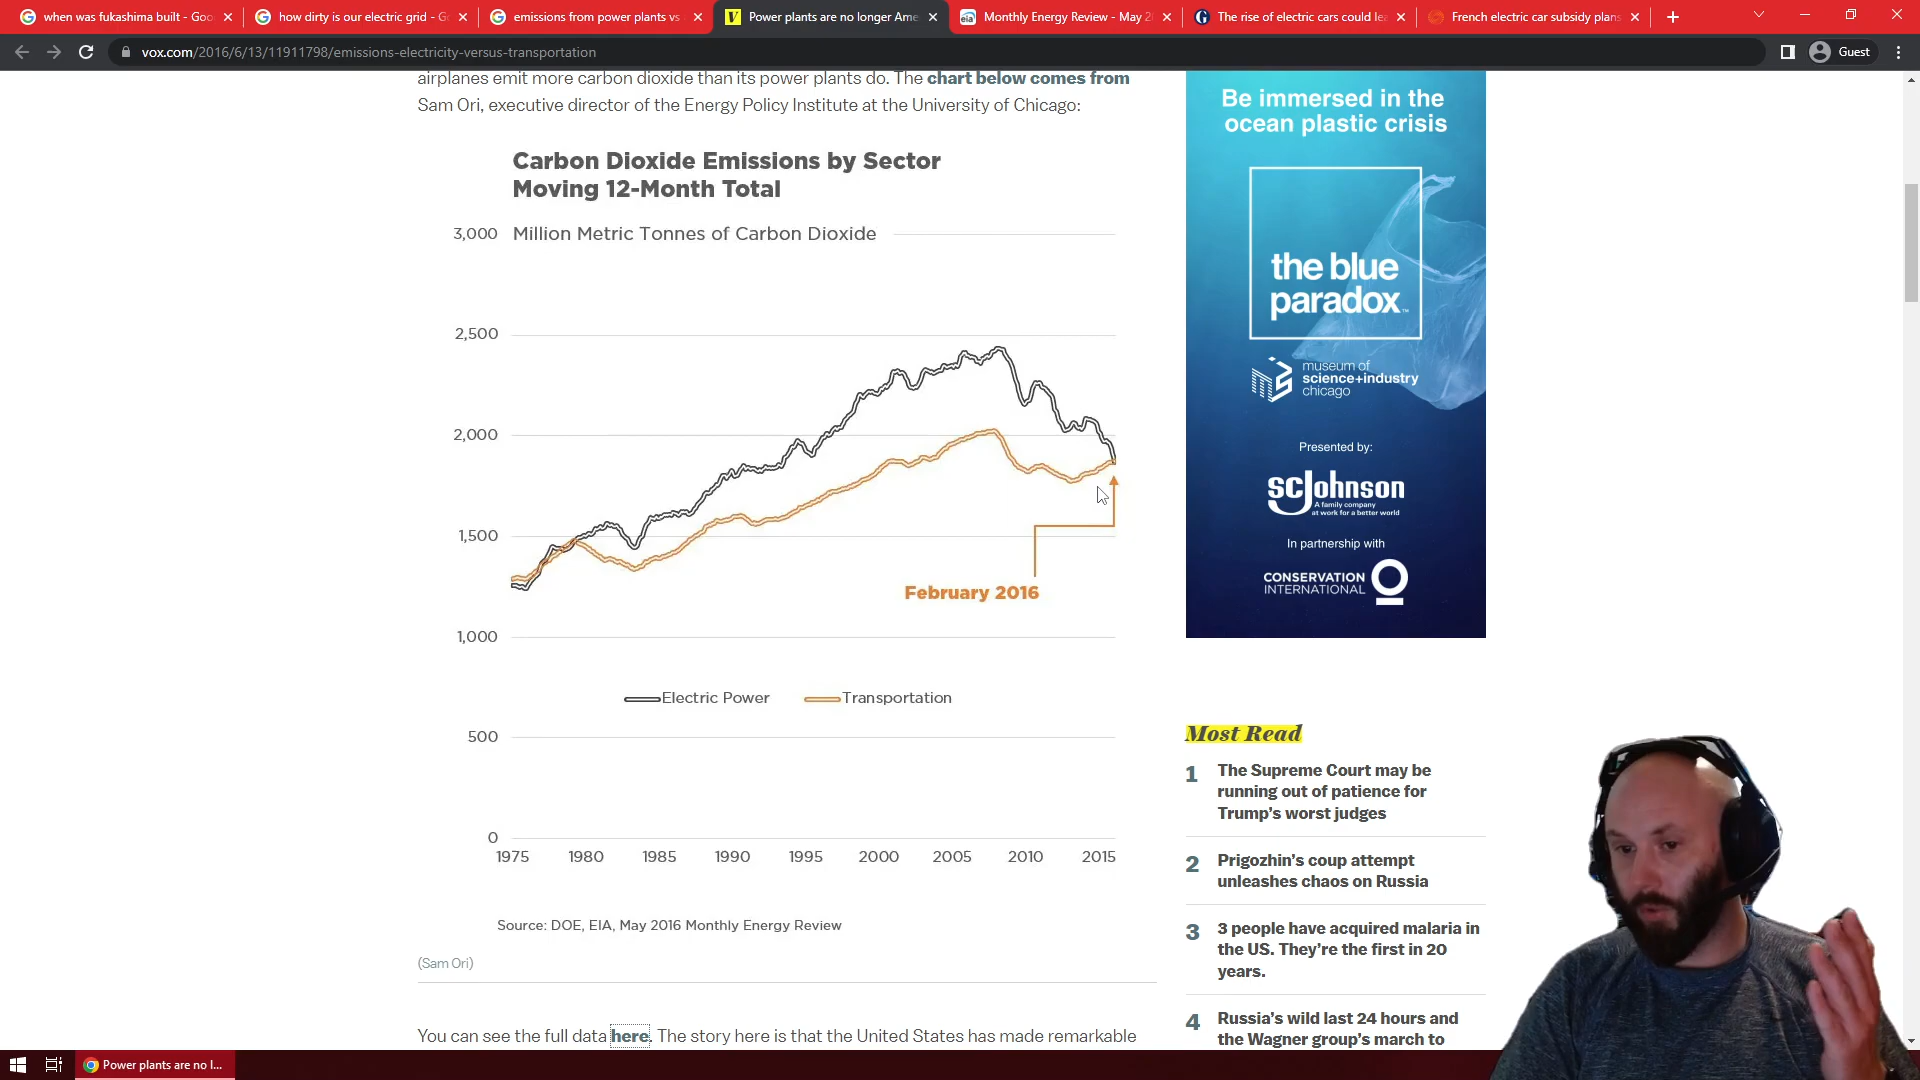 when was fukashima built - Goo
how dirty is our electric grid - G
emissions from power plants vs
Power plants are no longer Ame
Monthly Energy Review - May 2
The rise of electric cars could le
French electric car subsidy plans
vox.com/2016/6/13/11911798/emissions-electricity-versus-transportation
Guest
airplanes emit more carbon dioxide than its power plants do. The chart below comes from
Sam Ori, executive director of the Energy Policy Institute at the University of Chicago:
Carbon Dioxide Emissions by Sector
Moving 12-Month Total
3,000 Million Metric Tonnes of Carbon Dioxide
2,500
2,000
1,500
February 2016
1,000
Electric Power Transportation
500
0
1975 1980 1985 1990 1995 2000 2005 2010 2015
Source: DOE, EIA, May 2016 Monthly Energy Review
(Sam Ori)
You can see the full data here. The story here is that the United States has made remarkable
Be immersed in the
ocean plastic crisis
the blue
paradox™
museum of
science+industry
chicago
Presented by:
SC Johnson
A family company
at work for a better world
In partnership with
CONSERVATION
INTERNATIONAL
Most Read
1 The Supreme Court may be
running out of patience for
Trump's worst judges
2 Prigozhin's coup attempt
unleashes chaos on Russia
3 3 people have acquired malaria in
the US. They're the first in 20
years.
4 Russia's wild last 24 hours and
the Wagner group's march to
Power plants are no l...